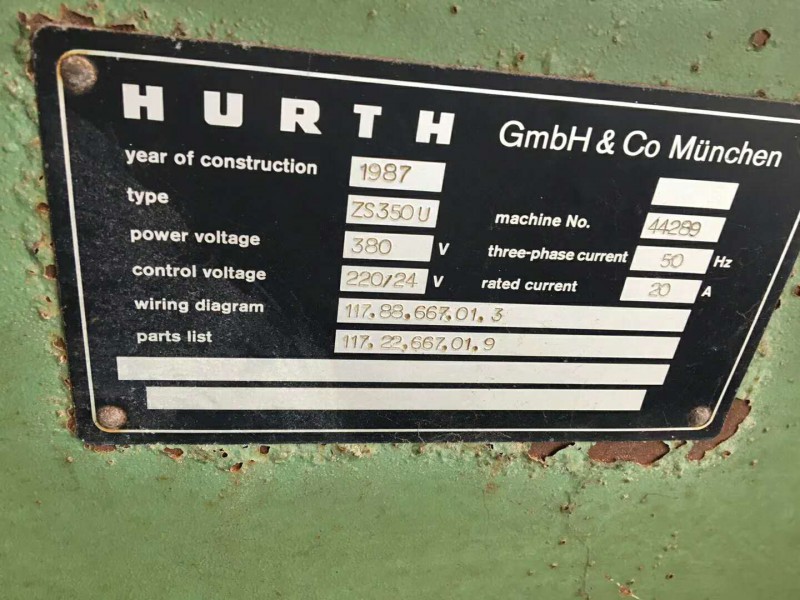 HURTH GmbH & Co München
year of construction 1987
type ZS350U machine No. 44289
power voltage 380 V three-phase current 50 Hz
control voltage 220/24 V rated current 20 A
wiring diagram 117.88.667.01.3
parts list 117.22.667.01.9